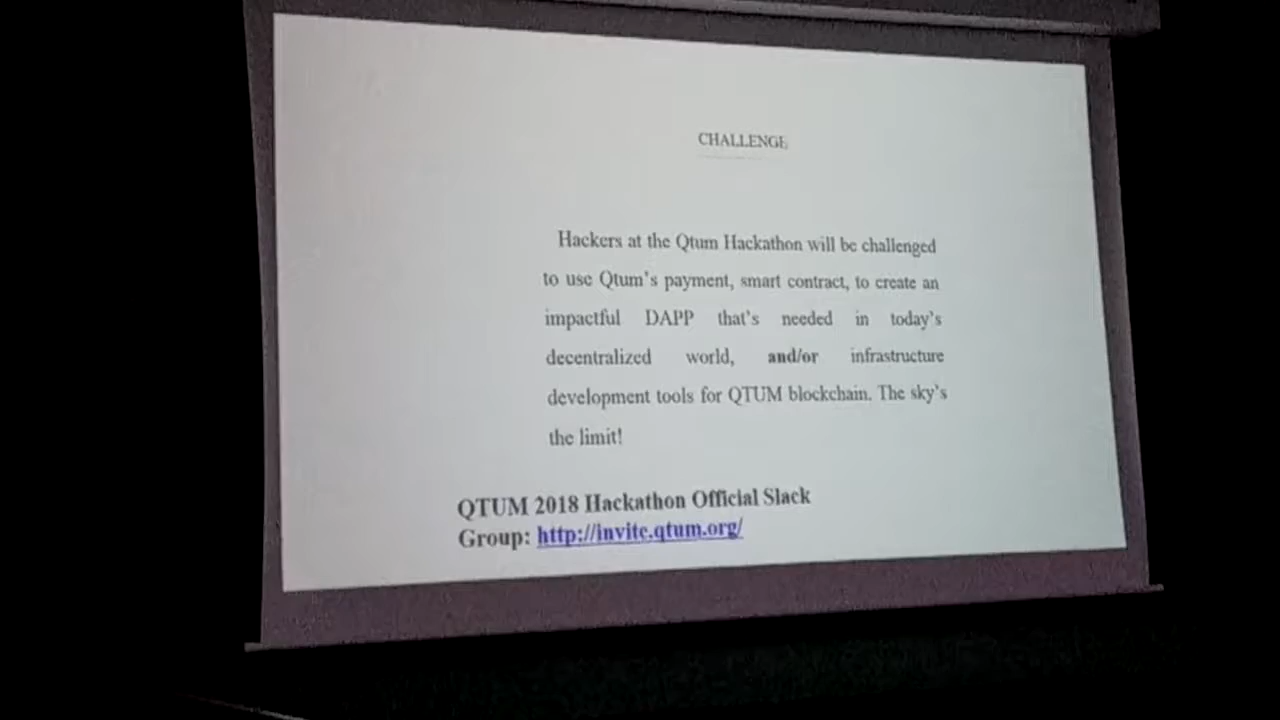 CHALLENGE
Hackers at the Qtum Hackathon will be challenged
to use Qtum's payment, smart contract, to create an
impactful DAPP that's needed in today's
decentralized world, and/or infrastructure
development tools for QTUM blockchain. The sky's
the limit!
QTUM 2018 Hackathon Official Slack
Group: http://invite.qtum.org/